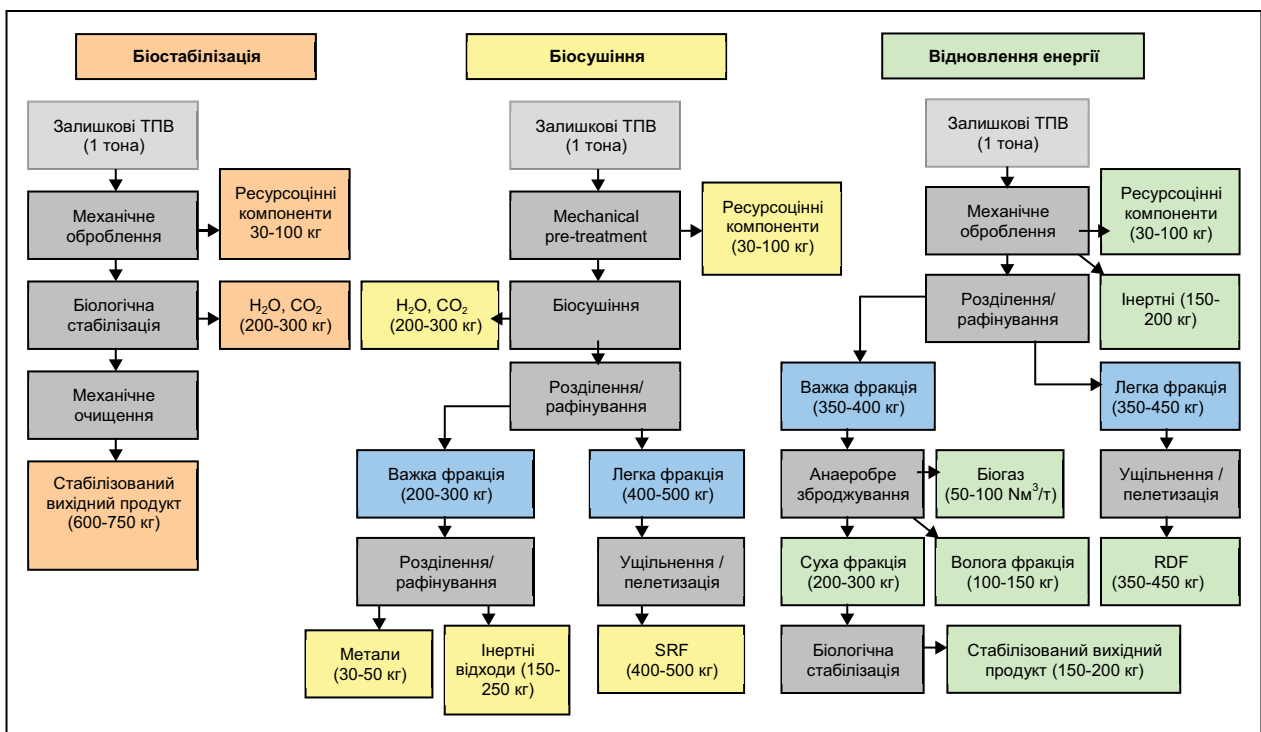 Біостабілізація
Залишкові ТПВ
(1 тона)
Механічне
оброблення
Ресурсоцінні
компоненти
30-100 кг
Біологічна
стабілізація
H₂O, CO₂
(200-300 кг)
Механічне
очищення
Стабілізований
вихідний продукт
(600-750 кг)
Біосушіння
Залишкові ТПВ
(1 тона)
Mechanical
pre-treatment
Ресурсоцінні
компоненти
(30-100 кг)
H₂O, CO₂
(200-300 кг)
Біосушіння
Розділення/
рафінування
Важка фракція
(200-300 кг)
Легка фракція
(400-500 кг)
Розділення/
рафінування
Ущільнення /
пелетизація
Метали
(30-50 кг)
Інертні
відходи (150-
250 кг)
SRF
(400-500 кг)
Відновлення енергії
Залишкові ТПВ
(1 тона)
Механічне
оброблення
Ресурсоцінні
компоненти
(30-100 кг)
Розділення/
рафінування
Інертні (150-
200 кг)
Важка фракція
(350-400 кг)
Легка фракція
(350-450 кг)
Анаеробре
зброджування
Біогаз
(50-100 Nм³/т)
Ущільнення /
пелетизація
Суха фракція
(200-300 кг)
Волога фракція
(100-150 кг)
RDF
(350-450 кг)
Біологічна
стабілізація
Стабілізований вихідний
продукт (150-200 кг)